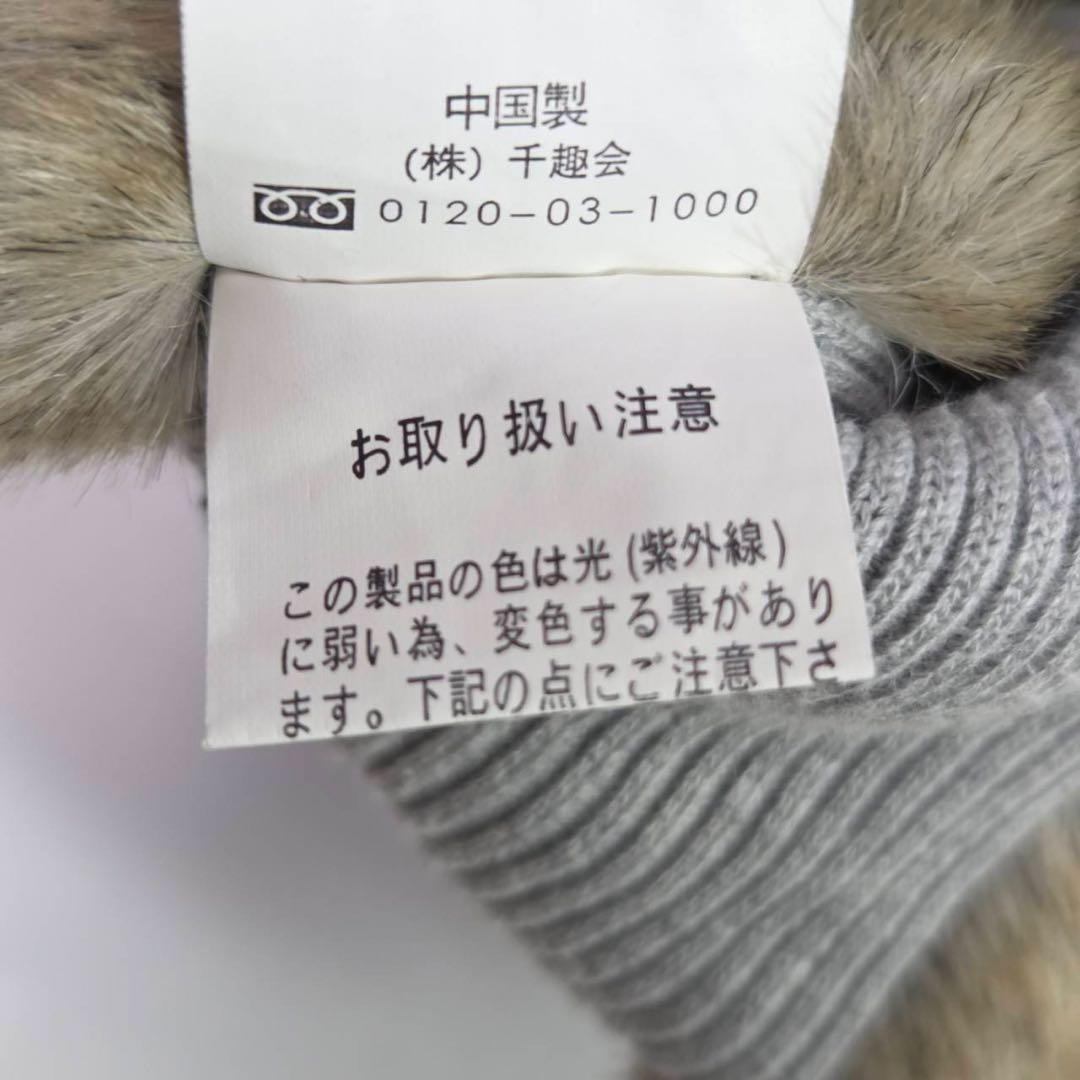 中国製
(株) 千趣会
0120-03-1000
お取り扱い注意
この製品の色は光(紫外線)
に弱い為、変色する事があり
ます。下記の点にご注意下さ